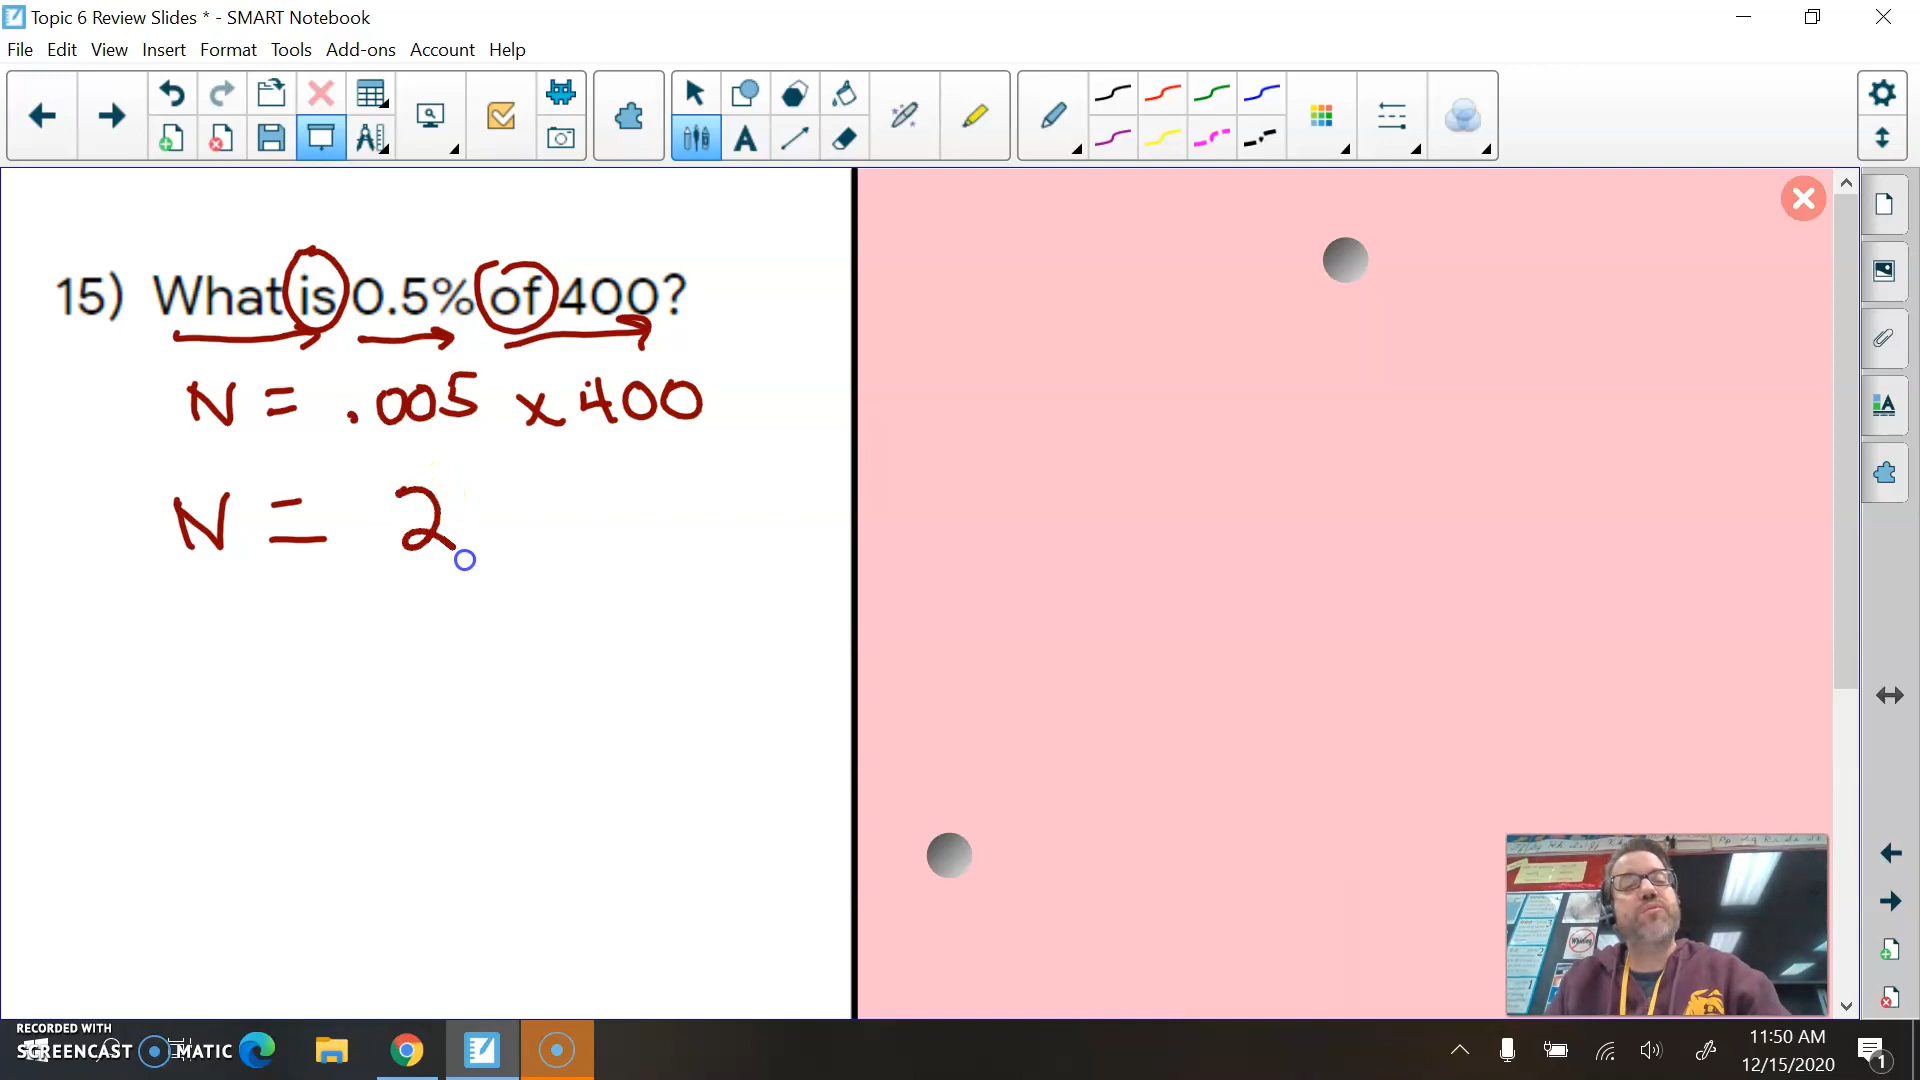 Topic 6 Review Slides * - SMART Notebook
File Edit View Insert Format Tools Add-ons Account Help
15) What is 0.5% of 400?
N = .005 x 400
N = 2
RECORDED WITH
SCREENCAST MATIC
11:50 AM
12/15/2020
1